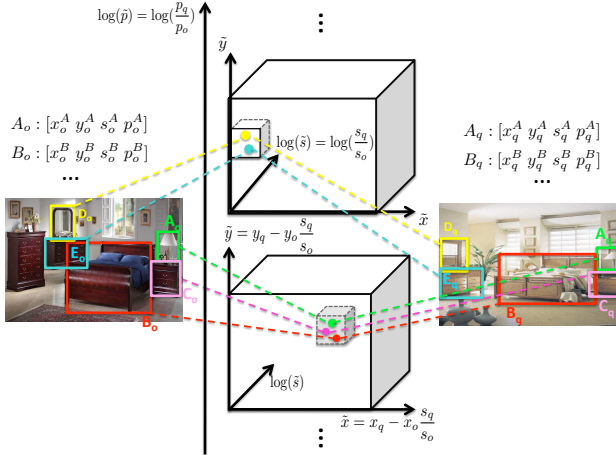 log(p̃) = log(p_q/p_o)
⋮
ỹ
A_o : [x_o^A y_o^A s_o^A p_o^A]
B_o : [x_o^B y_o^B s_o^B p_o^B]
...
A_q : [x_q^A y_q^A s_q^A p_q^A]
B_q : [x_q^B y_q^B s_q^B p_q^B]
...
log(s̃) = log(s_q/s_o)
x̃
D_o
A_o
E_o
C_o
B_o
ỹ = y_q − y_o s_q/s_o
D_q
A
E_q
C_q
B_q
log(s̃)
x̃ = x_q − x_o s_q/s_o
⋮